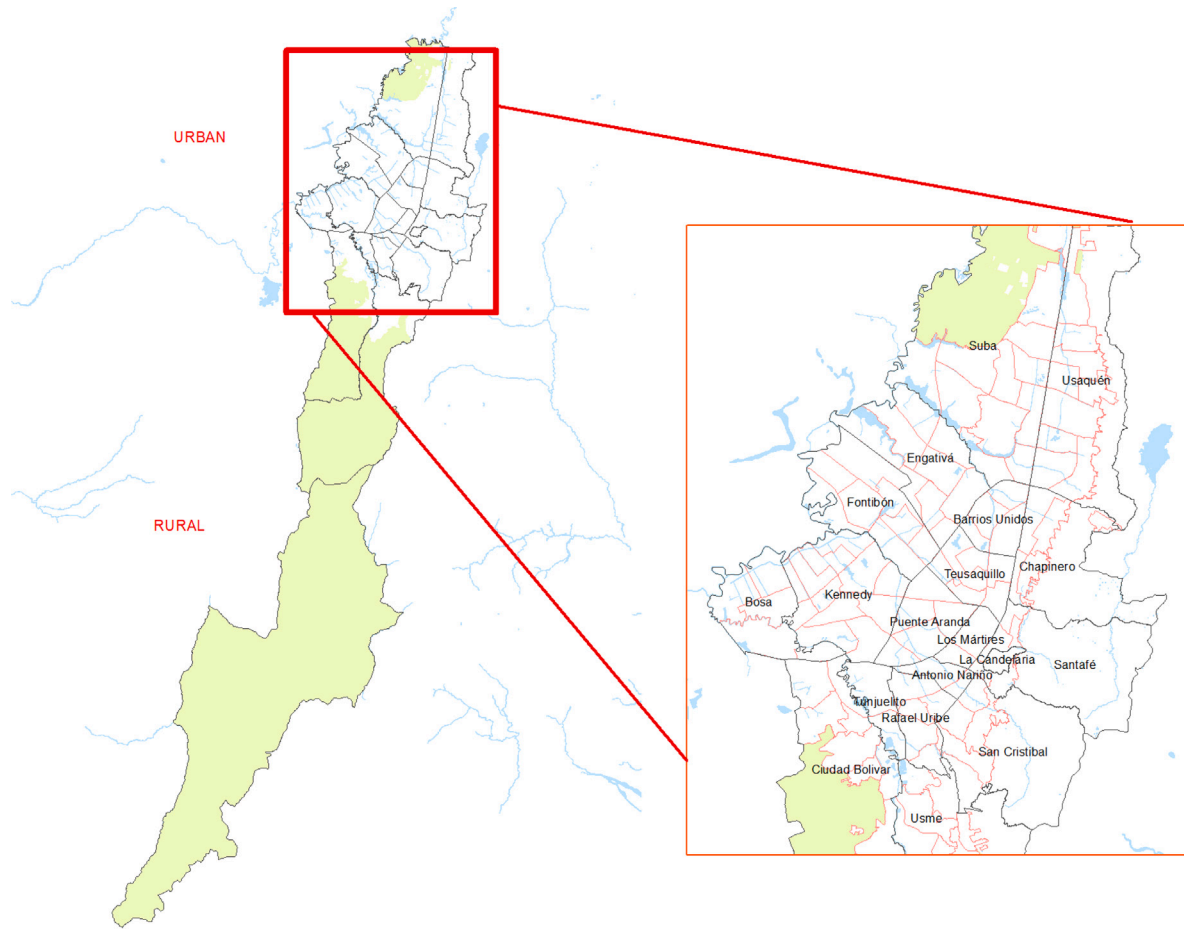 URBAN
RURAL
Suba
Usaquén
Engativá
Fontibón
Barrios Unidos
Teusaquillo
Chapinero
Kennedy
Bosa
Puente Aranda
Los Mártires
La Candelaria
Santafé
Antonio Nariño
Tunjuelito
Rafael Uribe
San Cristibal
Ciudad Bolivar
Usme